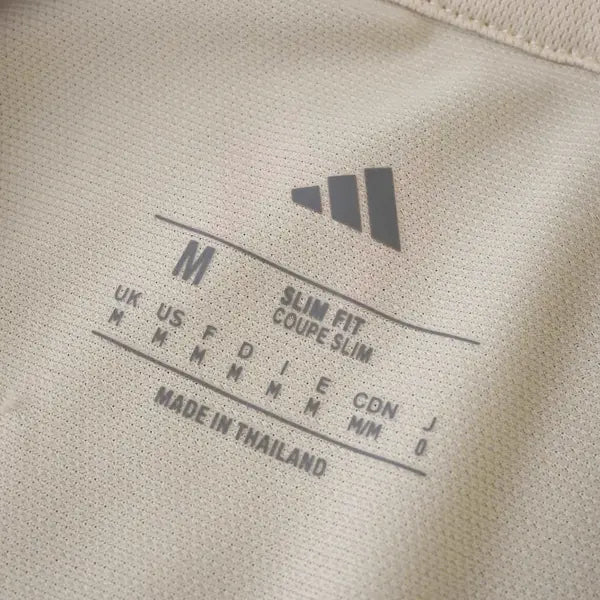 M
SLIM FIT
COUPE SLIM
UK US F D I E CDN J
M M M M M M M/M O
MADE IN THAILAND